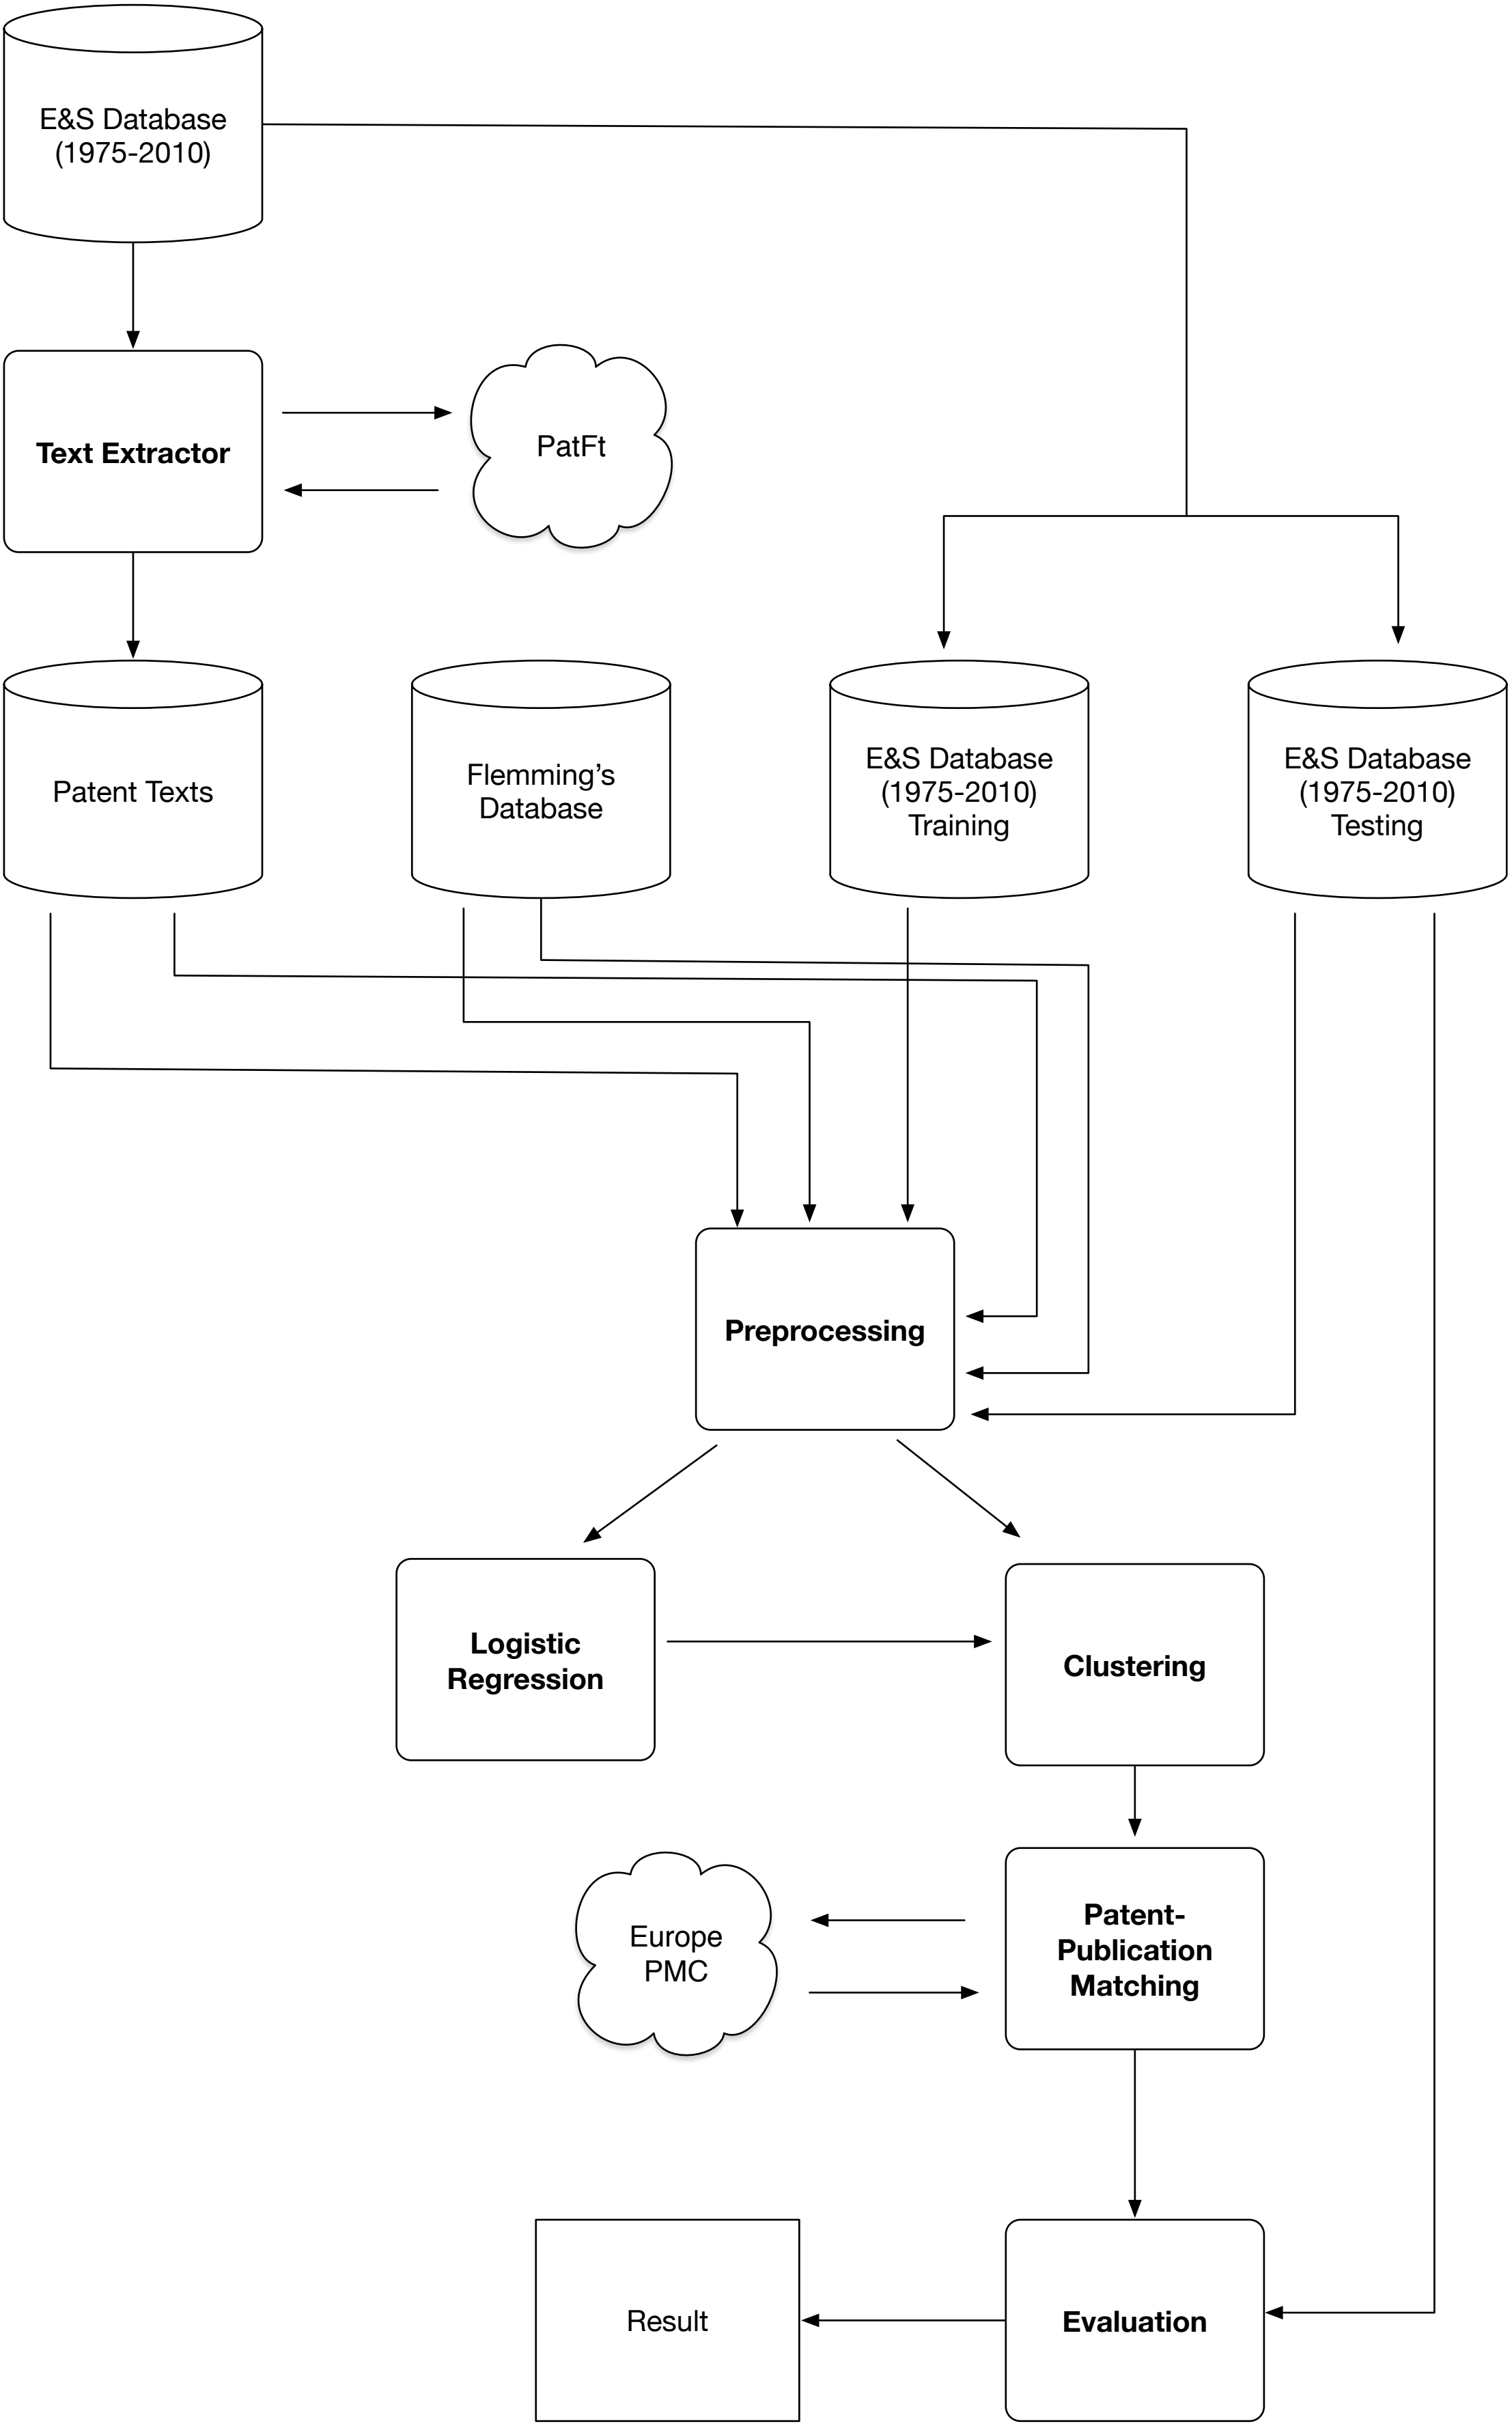 E&S Database
(1975-2010)
Text Extractor
PatFt
Patent Texts
Flemming's
Database
E&S Database
(1975-2010)
Training
E&S Database
(1975-2010)
Testing
Preprocessing
Logistic
Regression
Clustering
Europe
PMC
Patent-
Publication
Matching
Result
Evaluation